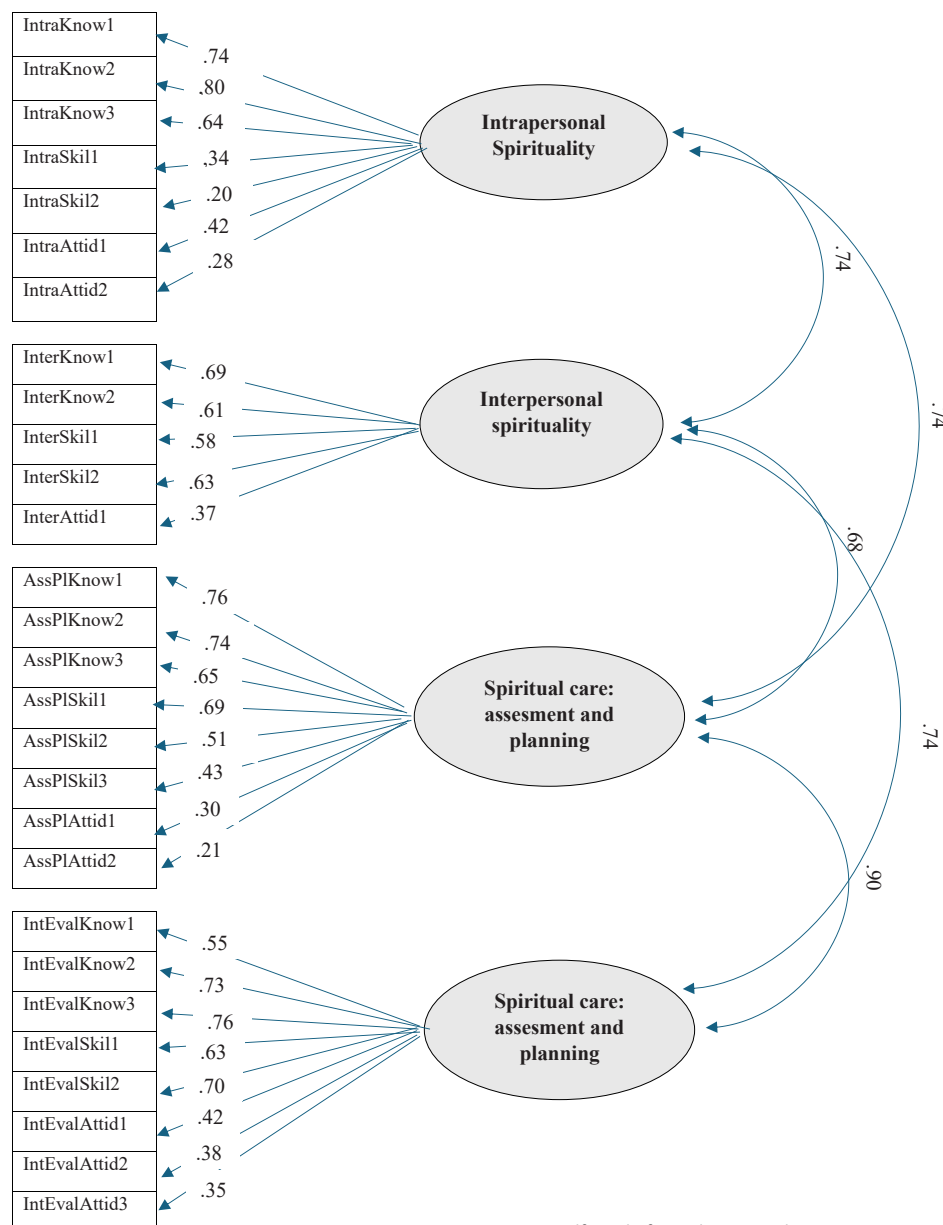 IntraKnow1
IntraKnow2
IntraKnow3
IntraSkil1
IntraSkil2
IntraAttid1
IntraAttid2
.74
.80
.64
.34
.20
.42
.28
Intrapersonal
Spirituality
.74
.74
InterKnow1
InterKnow2
InterSkil1
InterSkil2
InterAttid1
.69
.61
.58
.63
.37
Interpersonal
spirituality
.68
.74
AssPlKnow1
AssPlKnow2
AssPlKnow3
AssPlSkil1
AssPlSkil2
AssPlSkil3
AssPlAttid1
AssPlAttid2
.76
.74
.65
.69
.51
.43
.30
.21
Spiritual care:
assesment and
planning
.90
IntEvalKnow1
IntEvalKnow2
IntEvalKnow3
IntEvalSkil1
IntEvalSkil2
IntEvalAttid1
IntEvalAttid2
IntEvalAttid3
.55
.73
.76
.63
.70
.42
.38
.35
Spiritual care:
assesment and
planning